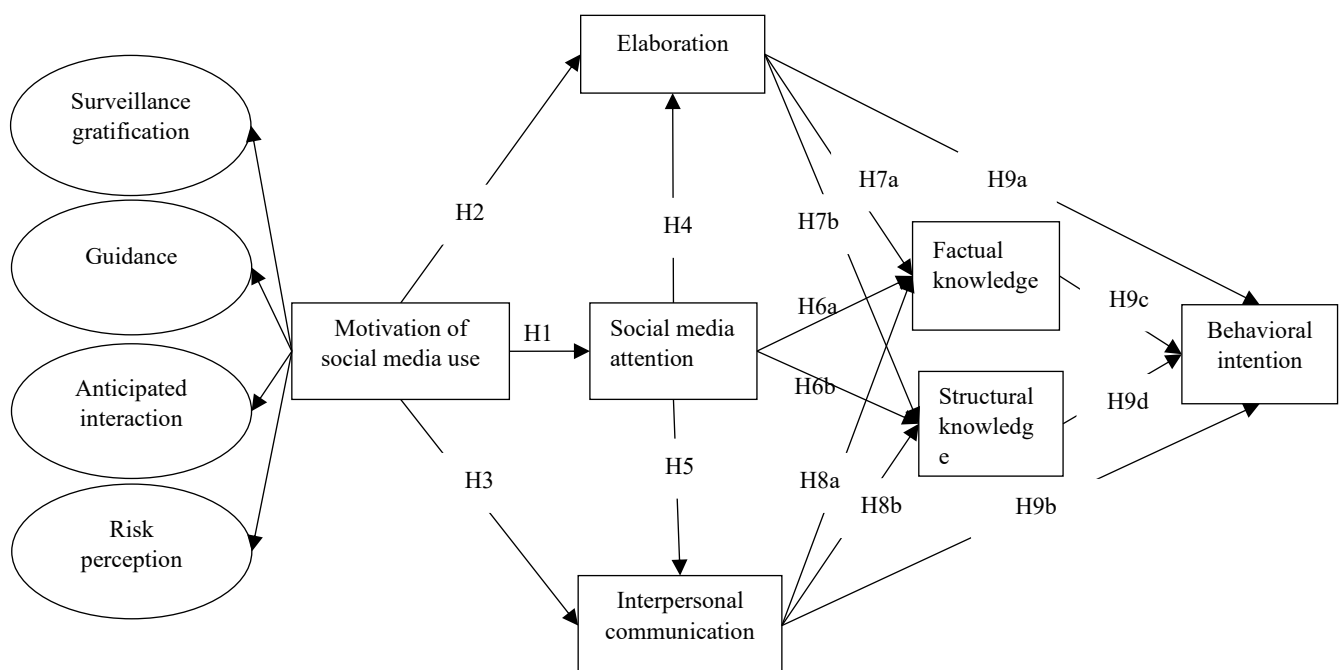 Elaboration
Surveillance
gratification
H7a
H9a
H2
H7b
H4
Guidance
Factual
knowledge
H6a
H9c
Motivation of
social media use
H1
Social media
attention
Behavioral
intention
H6b
Anticipated
interaction
Structural
knowledg
e
H9d
H5
H3
H8a
H8b
H9b
Risk
perception
Interpersonal
communication